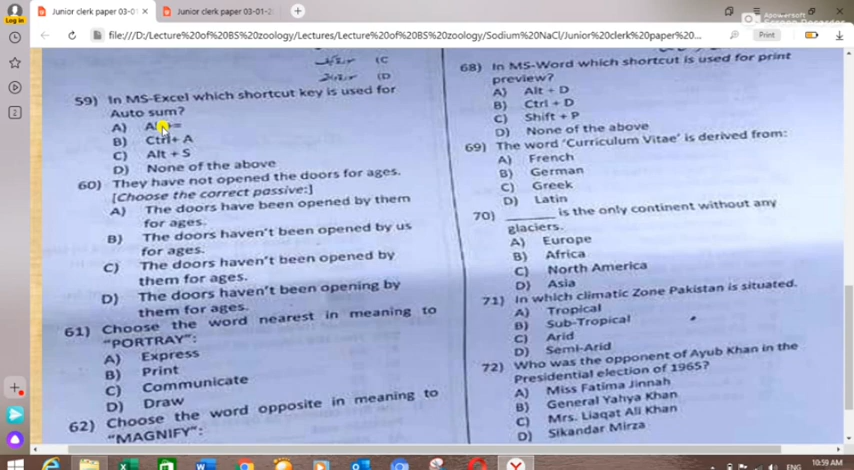 Junior clerk paper 03-01
Junior clerk paper 03-01-2
Log in
file:///D:/Lecture%20of%20BS%20zoology/Lectures/Lecture%20of%20BS%20zoology/Sodium%20NaCl/Junior%20clerk%20paper%20...
Print
Apowersoft
Screen Recorder
2
(C
(D
59) In MS-Excel which shortcut key is used for
Auto sum?
A)
B) Ctrl+ A
C) Alt + S
D) None of the above
60) They have not opened the doors for ages.
[Choose the correct passive:]
A) The doors have been opened by them
for ages.
B) The doors haven't been opened by us
for ages.
C) The doors haven't been opened by
them for ages.
D) The doors haven't been opening by
them for ages.
61) Choose the word nearest in meaning to
"PORTRAY":
A) Express
B) Print
C) Communicate
D) Draw
62) Choose the word opposite in meaning to
"MAGNIFY":
68) In MS-Word which shortcut is used for print
preview?
A) Alt + D
B) Ctrl + D
C) Shift + P
D) None of the above
69) The word 'Curriculum Vitae' is derived from:
A) French
B) German
C) Greek
D) Latin
70) ______ is the only continent without any
glaciers.
A) Europe
B) Africa
C) North America
D) Asia
71) In which climatic Zone Pakistan is situated.
A) Tropical
B) Sub-Tropical
C) Arid
D) Semi-Arid
72) Who was the opponent of Ayub Khan in the
Presidential election of 1965?
A) Miss Fatima Jinnah
B) General Yahya Khan
C) Mrs. Liaqat Ali Khan
D) Sikandar Mirza
10:59 AM